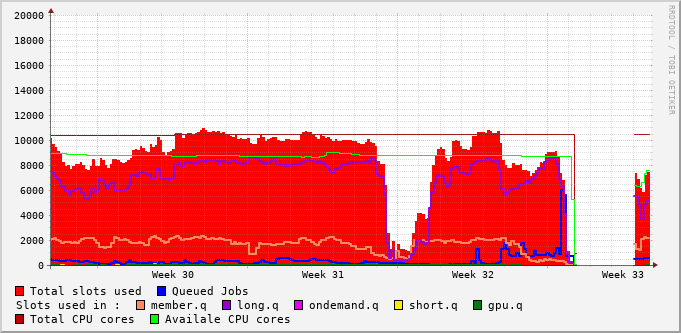 20000
18000
16000
14000
12000
10000
8000
6000
4000
2000
0
Week 30 Week 31 Week 32 Week 33
RRDTOOL / TOBI OETIKER
Total slots used Queued Jobs
Slots used in : member.q long.q ondemand.q short.q gpu.q
Total CPU cores Availale CPU cores